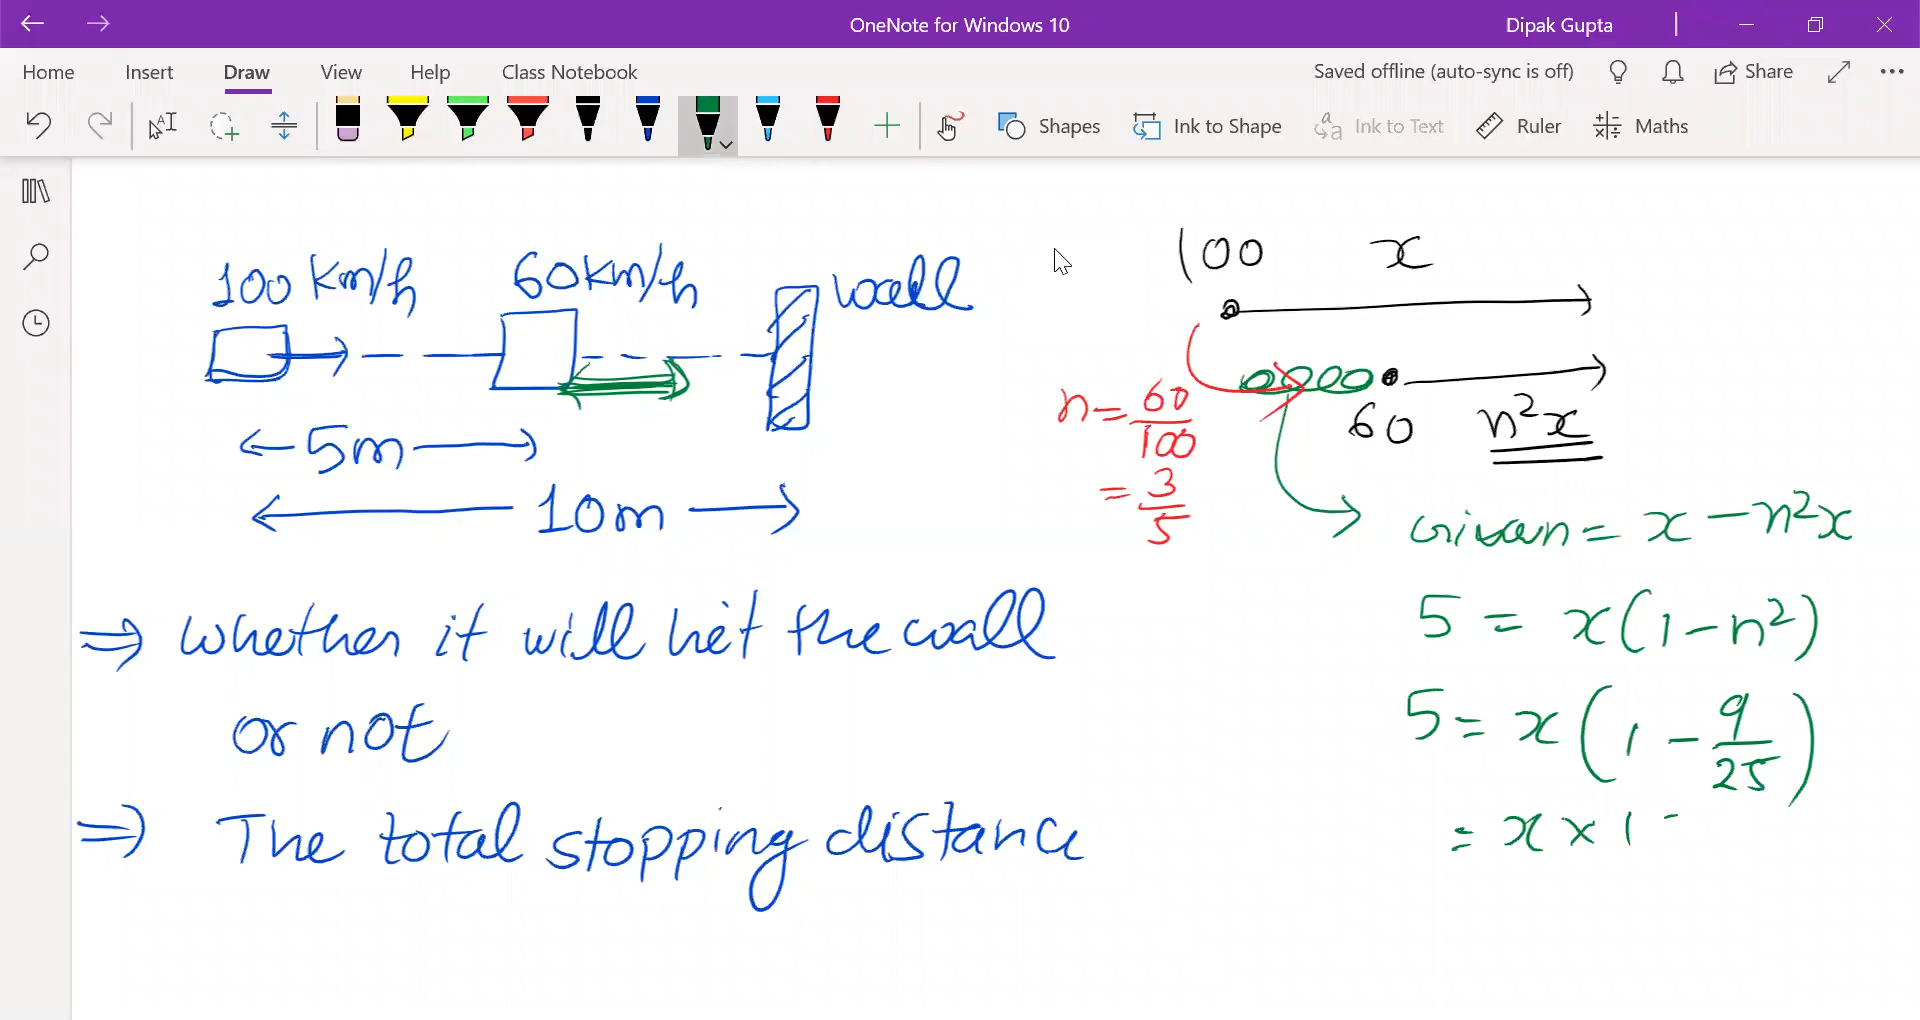 OneNote for Windows 10
Dipak Gupta
Home Insert Draw View Help Class Notebook
Saved offline (auto-sync is off) Share
Shapes Ink to Shape Ink to Text Ruler Maths
100 Km/h 60Km/h wall
5m
10m
⇒ Whether it will hit the wall
or not
⇒ The total stopping distance
100 x
60 n²x
n = 60/100
= 3/5
given = x - n²x
5 = x(1-n²)
5 = x(1 - 9/25)
= x × 1